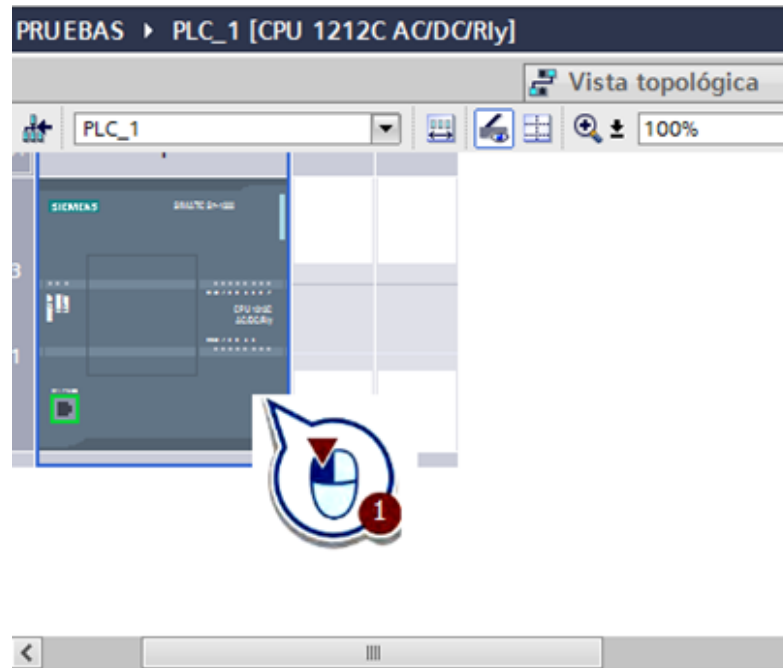 PRUEBAS ▸ PLC_1 [CPU 1212C AC/DC/Rly]
Vista topológica
PLC_1
100%
SIEMENS
3
1
1